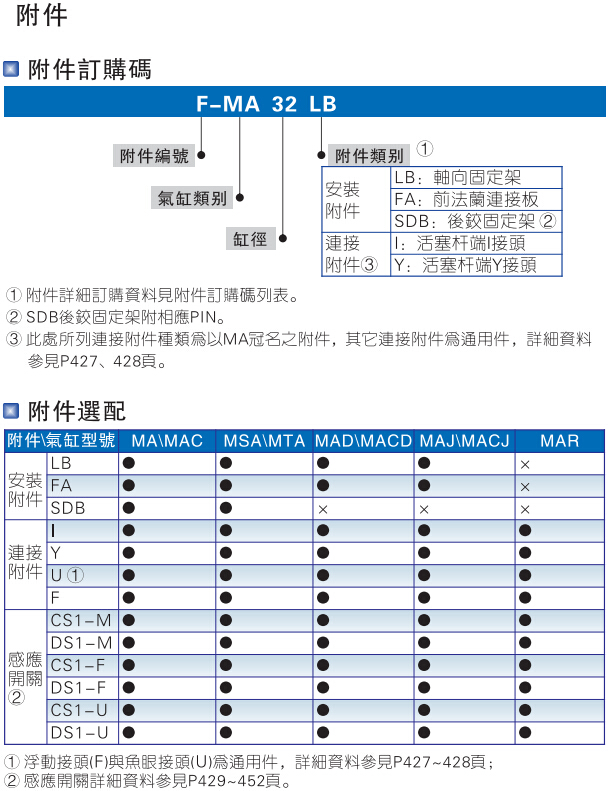 附件
附件訂購碼
F-MA 32 LB
附件編號
附件類别 ①
氣缸類别
缸徑
安裝附件
LB：軸向固定架
FA：前法蘭連接板
SDB：後鉸固定架②
連接附件③
I：活塞杆端I接頭
Y：活塞杆端Y接頭
① 附件詳細訂購資料見附件訂購碼列表。
② SDB後鉸固定架附相應PIN。
③ 此處所列連接附件種類爲以MA冠名之附件，其它連接附件爲通用件，詳細資料
參見P427、428頁。
附件選配
附件\氣缸型號 MA\MAC MSA\MTA MAD\MACD MAJ\MACJ MAR
安裝附件
LB ● ● ● ● ×
FA ● ● ● ● ×
SDB ● ● × × ×
連接附件
I ● ● ● ● ●
Y ● ● ● ● ●
U① ● ● ● ● ●
F ● ● ● ● ●
感應開關②
CS1-M ● ● ● ● ●
DS1-M ● ● ● ● ●
CS1-F ● ● ● ● ●
DS1-F ● ● ● ● ●
CS1-U ● ● ● ● ●
DS1-U ● ● ● ● ●
① 浮動接頭(F)與魚眼接頭(U)爲通用件，詳細資料參見P427~428頁；
② 感應開關詳細資料參見P429~452頁。